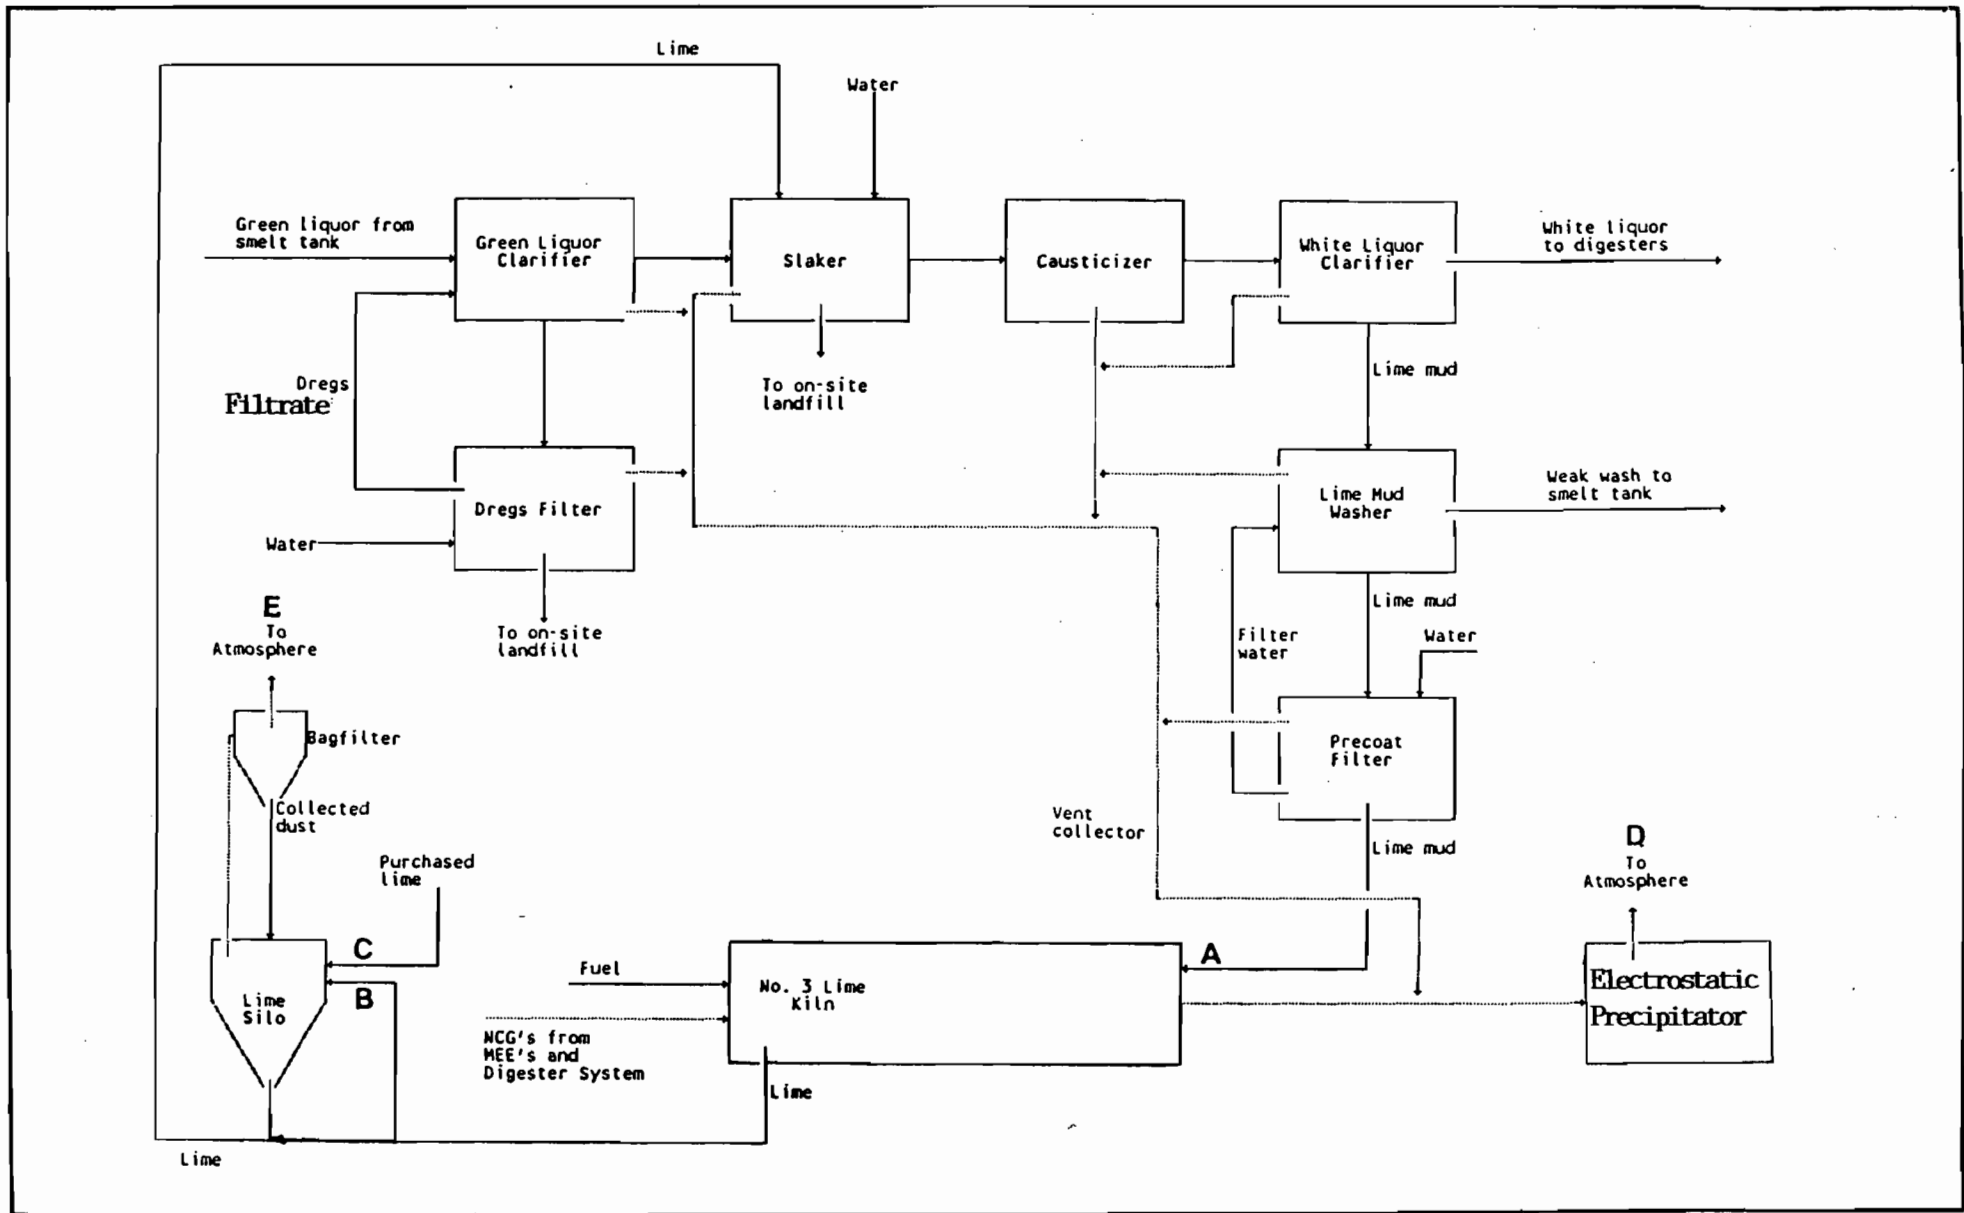 Lime
Water
Green liquor from
smelt tank
Green Liquor
Clarifier
Slaker
Causticizer
White Liquor
Clarifier
White liquor
to digesters
Dregs
Filtrate
To on-site
landfill
Lime mud
Dregs Filter
Water
Lime Mud
Washer
Weak wash to
smelt tank
To on-site
landfill
Lime mud
Filter
water
Water
E
To
Atmosphere
Bagfilter
Collected
dust
Precoat
Filter
Vent
collector
Lime mud
D
To
Atmosphere
Purchased
lime
C
B
Lime
Silo
Fuel
No. 3 Lime
Kiln
A
NCG's from
MEE's and
Digester System
Electrostatic
Precipitator
Lime
Lime